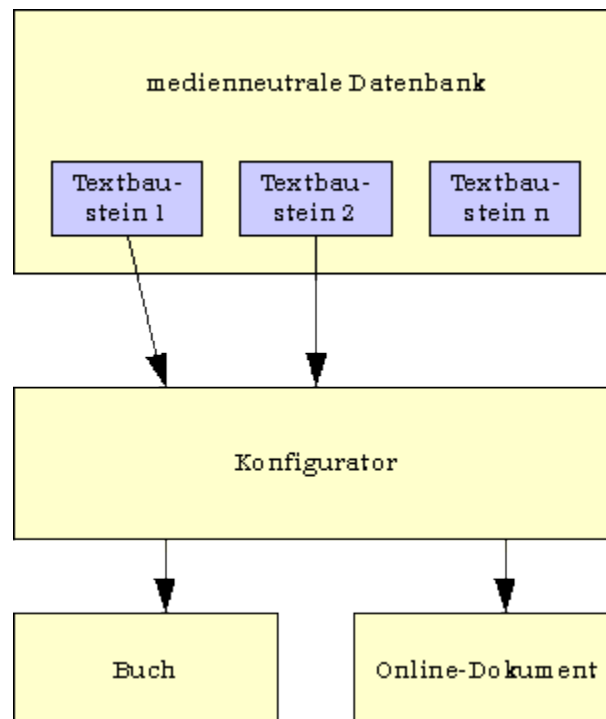 medienneutrale Datenbank
Textbau-
stein 1
Textbau-
stein 2
Textbau-
stein n
Konfigurator
Buch
Online-Dokument